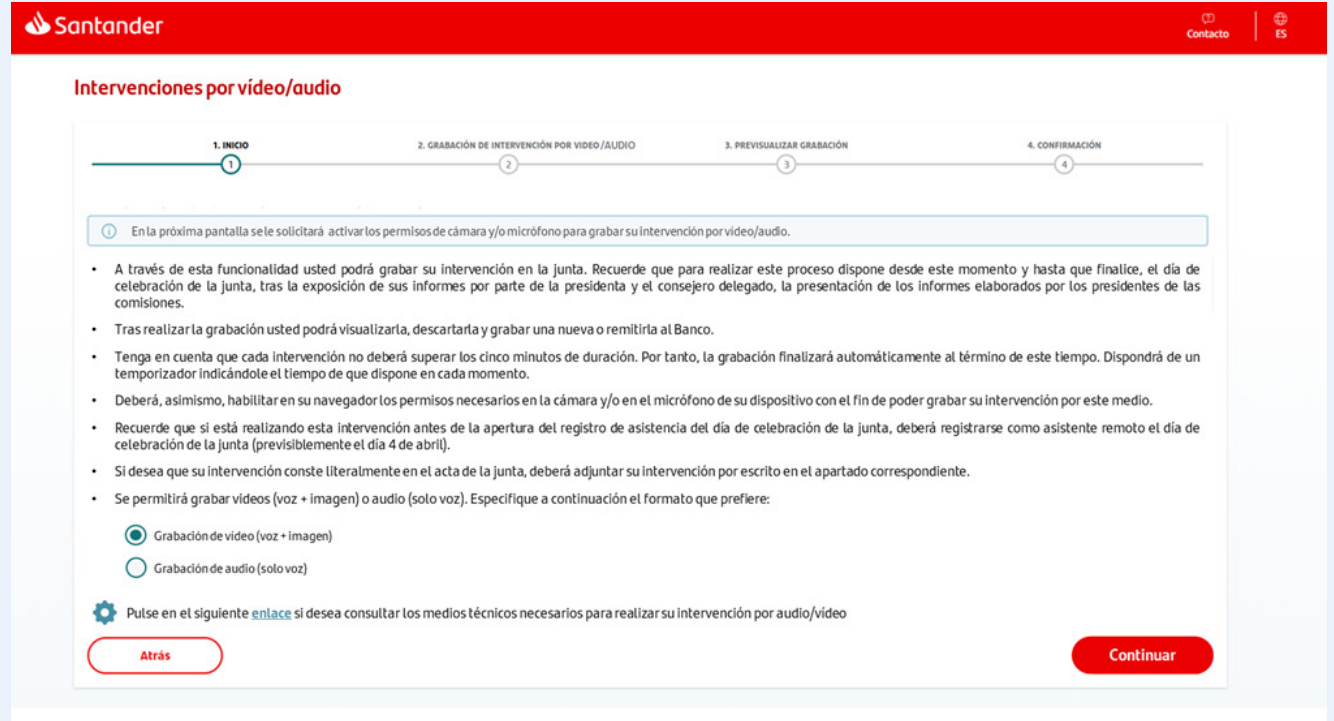 Santander
Contacto
ES
Intervenciones por vídeo/audio
1. INICIO
2. GRABACIÓN DE INTERVENCIÓN POR VIDEO/AUDIO
3. PREVISUALIZAR GRABACIÓN
4. CONFIRMACIÓN
1
2
3
4
En la próxima pantalla se le solicitará activar los permisos de cámara y/o micrófono para grabar su intervención por video/audio.
• A través de esta funcionalidad usted podrá grabar su intervención en la junta. Recuerde que para realizar este proceso dispone desde este momento y hasta que finalice, el día de
celebración de la junta, tras la exposición de sus informes por parte de la presidenta y el consejero delegado, la presentación de los informes elaborados por los presidentes de las
comisiones.
• Tras realizar la grabación usted podrá visualizarla, descartarla y grabar una nueva o remitirla al Banco.
• Tenga en cuenta que cada intervención no deberá superar los cinco minutos de duración. Por tanto, la grabación finalizará automáticamente al término de este tiempo. Dispondrá de un
temporizador indicándole el tiempo de que dispone en cada momento.
• Deberá, asimismo, habilitar en su navegador los permisos necesarios en la cámara y/o en el micrófono de su dispositivo con el fin de poder grabar su intervención por este medio.
• Recuerde que si está realizando esta intervención antes de la apertura del registro de asistencia del día de celebración de la junta, deberá registrarse como asistente remoto el día de
celebración de la junta (previsiblemente el día 4 de abril).
• Si desea que su intervención conste literalmente en el acta de la junta, deberá adjuntar su intervención por escrito en el apartado correspondiente.
• Se permitirá grabar videos (voz + imagen) o audio (solo voz). Especifique a continuación el formato que prefiere:
Grabación de vídeo (voz + imagen)
Grabación de audio (solo voz)
Pulse en el siguiente enlace si desea consultar los medios técnicos necesarios para realizar su intervención por audio/vídeo
Atrás
Continuar